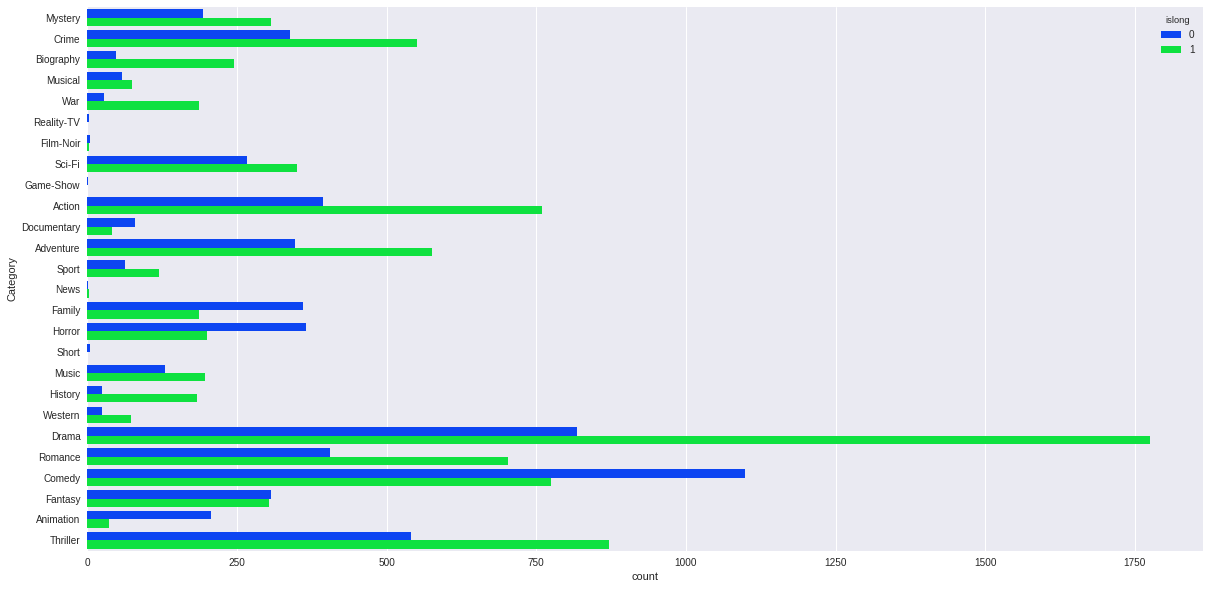 Mystery
Crime
Biography
Musical
War
Reality-TV
Film-Noir
Sci-Fi
Game-Show
Action
Documentary
Adventure
Sport
News
Family
Horror
Short
Music
History
Western
Drama
Romance
Comedy
Fantasy
Animation
Thriller
Category
0 250 500 750 1000 1250 1500 1750
count
islong
0
1